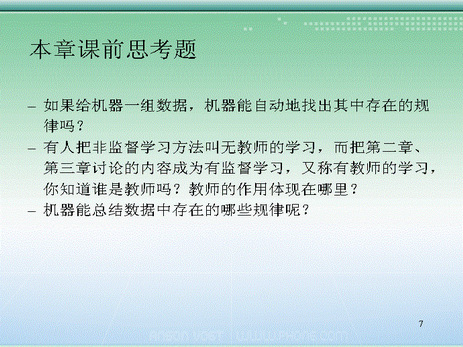 本章课前思考题
– 如果给机器一组数据，机器能自动地找出其中存在的规
律吗？
– 有人把非监督学习方法叫无教师的学习，而把第二章、
第三章讨论的内容成为有监督学习，又称有教师的学习，
你知道谁是教师吗？教师的作用体现在哪里？
– 机器能总结数据中存在的哪些规律呢？
7